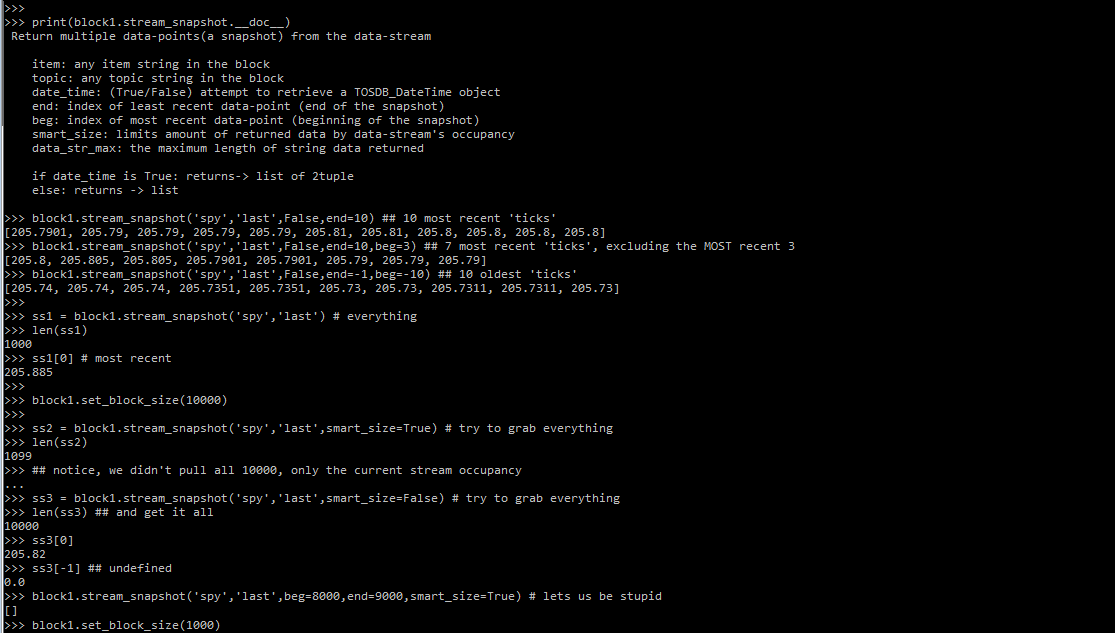 >>>
>>> print(block1.stream_snapshot.__doc__)
 Return multiple data-points(a snapshot) from the data-stream

    item: any item string in the block
    topic: any topic string in the block
    date_time: (True/False) attempt to retrieve a TOSDB_DateTime object
    end: index of least recent data-point (end of the snapshot)
    beg: index of most recent data-point (beginning of the snapshot)
    smart_size: limits amount of returned data by data-stream's occupancy
    data_str_max: the maximum length of string data returned

    if date_time is True: returns-> list of 2tuple
    else: returns -> list

>>> block1.stream_snapshot('spy','last',False,end=10) ## 10 most recent 'ticks'
[205.7901, 205.79, 205.79, 205.79, 205.79, 205.81, 205.81, 205.8, 205.8, 205.8, 205.8]
>>> block1.stream_snapshot('spy','last',False,end=10,beg=3) ## 7 most recent 'ticks', excluding the MOST recent 3
[205.8, 205.805, 205.805, 205.7901, 205.7901, 205.79, 205.79, 205.79]
>>> block1.stream_snapshot('spy','last',False,end=-1,beg=-10) ## 10 oldest 'ticks'
[205.74, 205.74, 205.74, 205.7351, 205.7351, 205.73, 205.73, 205.7311, 205.7311, 205.73]
>>>
>>> ss1 = block1.stream_snapshot('spy','last') # everything
>>> len(ss1)
1000
>>> ss1[0] # most recent
205.885
>>>
>>> block1.set_block_size(10000)
>>>
>>> ss2 = block1.stream_snapshot('spy','last',smart_size=True) # try to grab everything
>>> len(ss2)
1099
>>> ## notice, we didn't pull all 10000, only the current stream occupancy
...
>>> ss3 = block1.stream_snapshot('spy','last',smart_size=False) # try to grab everything
>>> len(ss3) ## and get it all
10000
>>> ss3[0]
205.82
>>> ss3[-1] ## undefined
0.0
>>> block1.stream_snapshot('spy','last',beg=8000,end=9000,smart_size=True) # lets us be stupid
[]
>>> block1.set_block_size(1000)